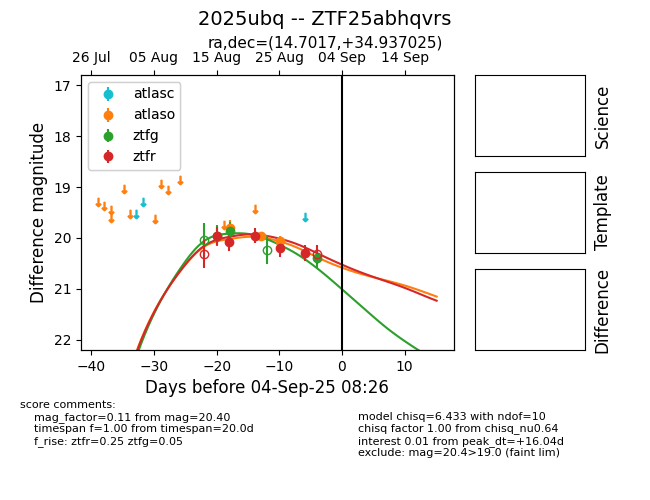 2025ubq -- ZTF25abhqvrs
ra,dec=(14.7017,+34.937025)
26 Jul 05 Aug 15 Aug 25 Aug 04 Sep 14 Sep
atlasc
atlaso
ztfg
ztfr
17
18
19
20
21
22
Difference magnitude
−40 −30 −20 −10 0 10
Days before 04-Sep-25 08:26
Science
Template
Difference
score comments:
mag_factor=0.11 from mag=20.40
timespan f=1.00 from timespan=20.0d
f_rise: ztfr=0.25 ztfg=0.05
model chisq=6.433 with ndof=10
chisq factor 1.00 from chisq_nu0.64
interest 0.01 from peak_dt=+16.04d
exclude: mag=20.4>19.0 (faint lim)